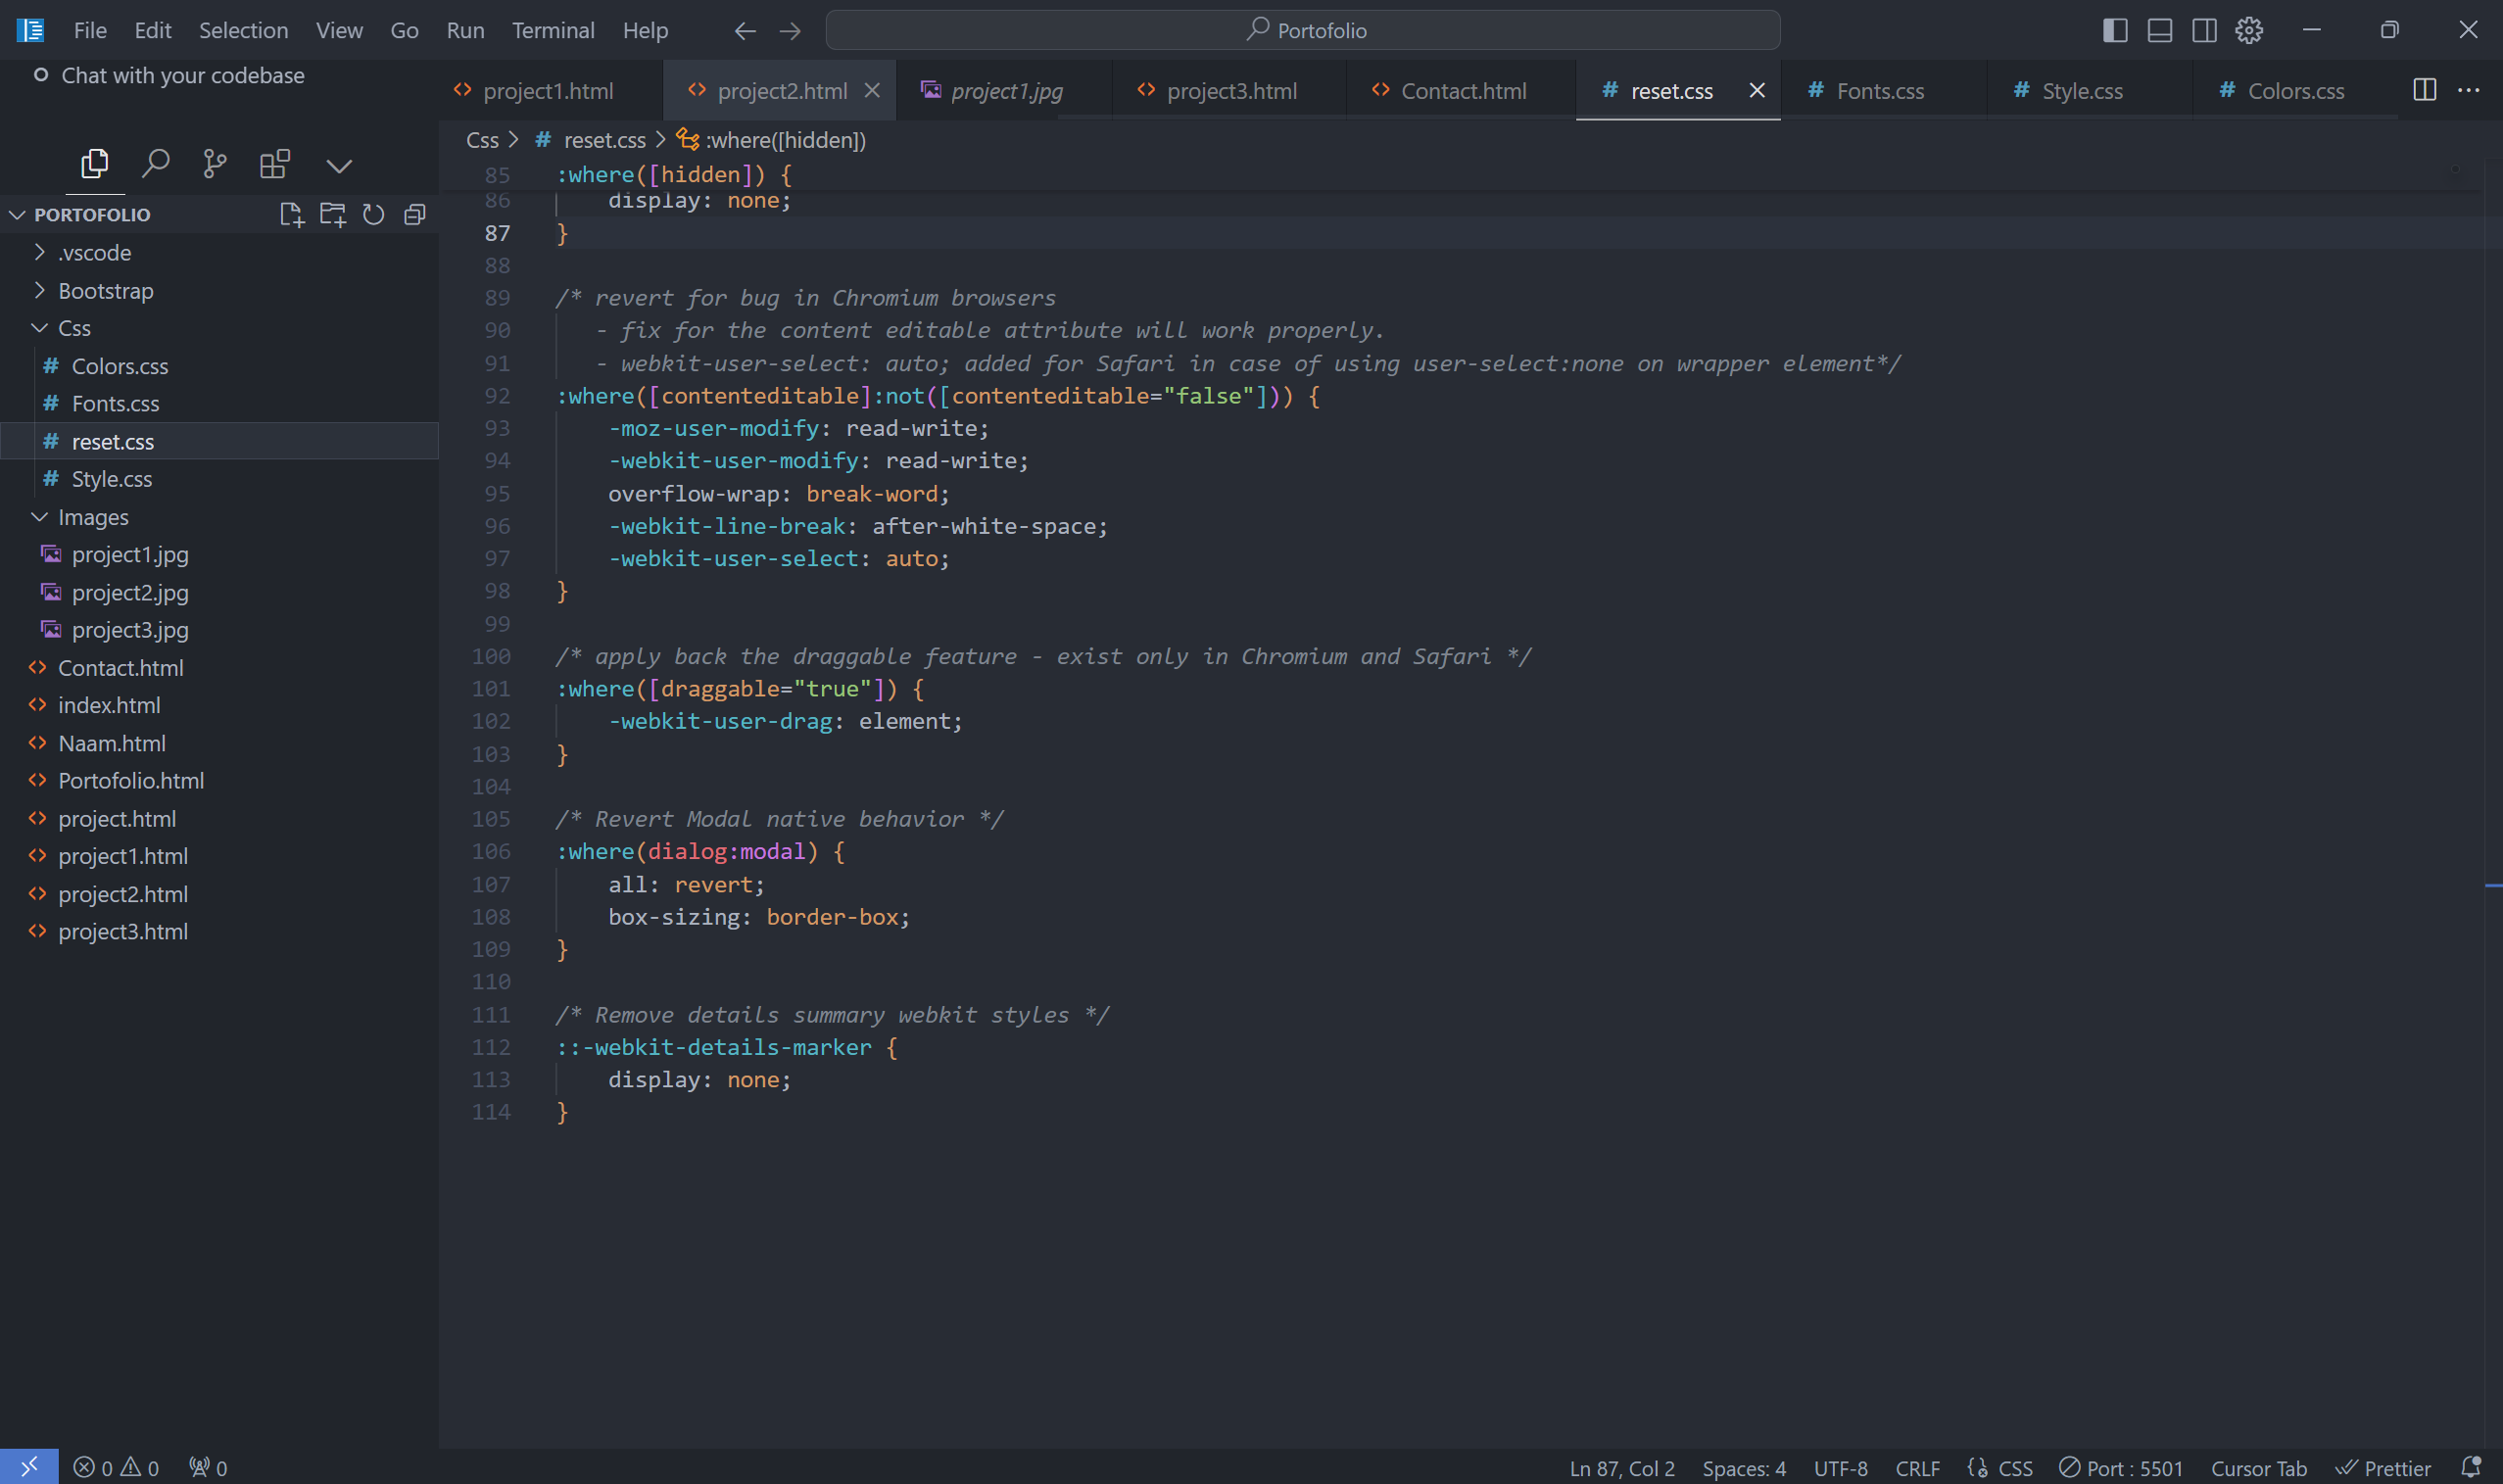 File Edit Selection View Go Run Terminal Help Portofolio
Chat with your codebase
project1.html project2.html project1.jpg project3.html Contact.html # reset.css # Fonts.css # Style.css # Colors.css
Css > # reset.css > :where([hidden])
PORTOFOLIO
.vscode
Bootstrap
Css
# Colors.css
# Fonts.css
# reset.css
# Style.css
Images
project1.jpg
project2.jpg
project3.jpg
Contact.html
index.html
Naam.html
Portofolio.html
project.html
project1.html
project2.html
project3.html
85 :where([hidden]) {
86 display: none;
87 }
88
89 /* revert for bug in Chromium browsers
90 - fix for the content editable attribute will work properly.
91 - webkit-user-select: auto; added for Safari in case of using user-select:none on wrapper element*/
92 :where([contenteditable]:not([contenteditable="false"])) {
93 -moz-user-modify: read-write;
94 -webkit-user-modify: read-write;
95 overflow-wrap: break-word;
96 -webkit-line-break: after-white-space;
97 -webkit-user-select: auto;
98 }
99
100 /* apply back the draggable feature - exist only in Chromium and Safari */
101 :where([draggable="true"]) {
102 -webkit-user-drag: element;
103 }
104
105 /* Revert Modal native behavior */
106 :where(dialog:modal) {
107 all: revert;
108 box-sizing: border-box;
109 }
110
111 /* Remove details summary webkit styles */
112 ::-webkit-details-marker {
113 display: none;
114 }
0 0 0 Ln 87, Col 2 Spaces: 4 UTF-8 CRLF CSS Port : 5501 Cursor Tab Prettier